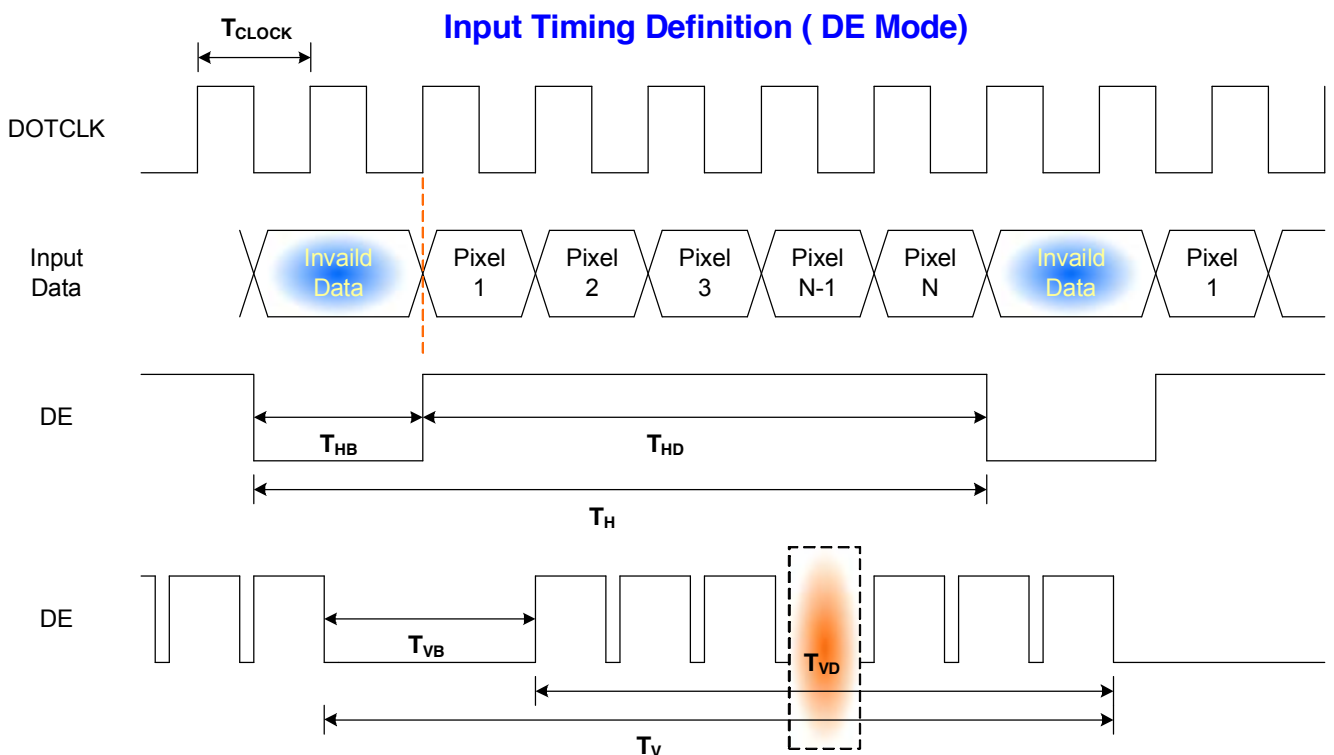 Input Timing Definition ( DE Mode)
TCLOCK
DOTCLK
Input
Data
Invaild
Data
Pixel
1
Pixel
2
Pixel
3
Pixel
N-1
Pixel
N
Invaild
Data
Pixel
1
DE
THB
THD
TH
DE
TVB
TVD
TV